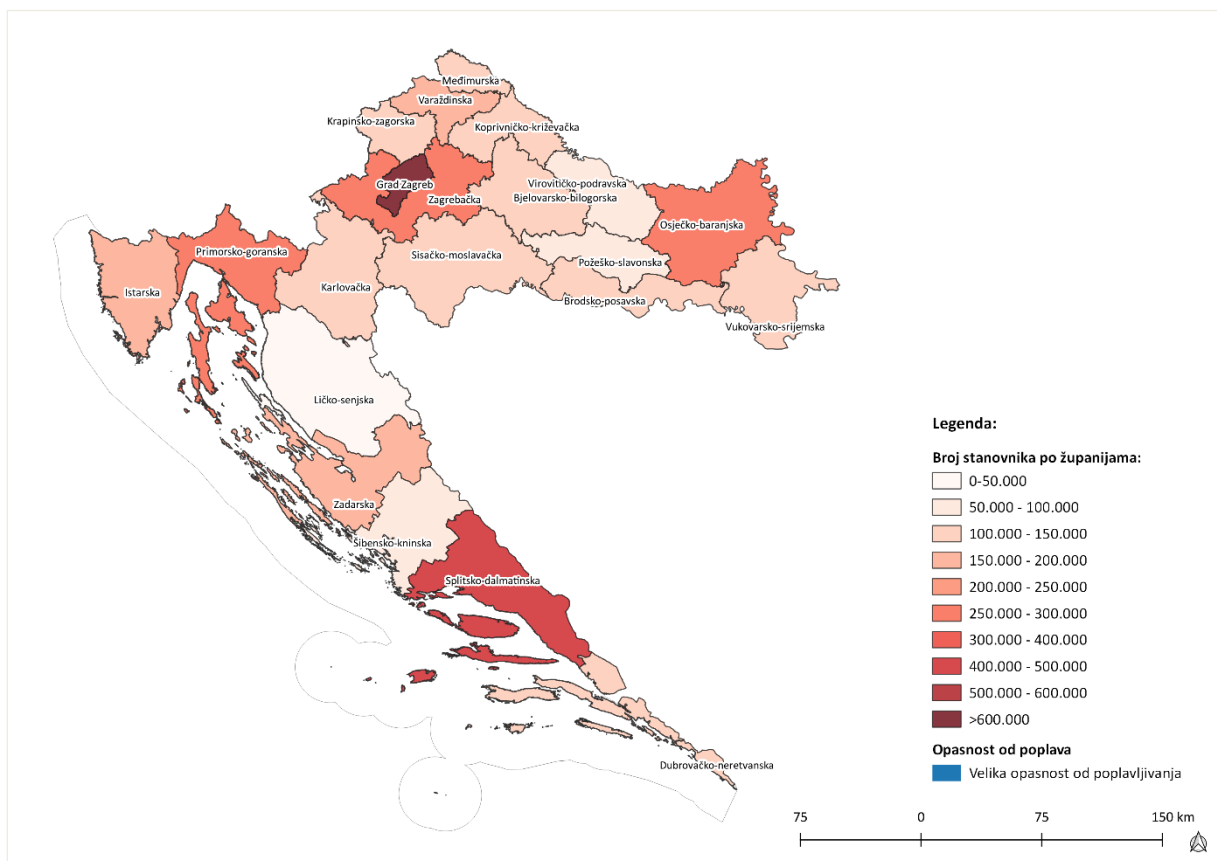 Međimurska
Varaždinska
Krapinsko-zagorska
Koprivničko-križevačka
Virovitičko-podravska
Grad Zagreb
Bjelovarsko-bilogorska
Zagrebačka
Osječko-baranjska
Primorsko-goranska
Sisačko-moslavačka
Požeško-slavonska
Istarska
Karlovačka
Brodsko-posavska
Vukovarsko-srijemska
Ličko-senjska
Zadarska
Šibensko-kninska
Splitsko-dalmatinska
Dubrovačko-neretvanska
Legenda:
Broj stanovnika po županijama:
0-50.000
50.000 - 100.000
100.000 - 150.000
150.000 - 200.000
200.000 - 250.000
250.000 - 300.000
300.000 - 400.000
400.000 - 500.000
500.000 - 600.000
>600.000
Opasnost od poplava
Velika opasnost od poplavljivanja
75 0 75 150 km